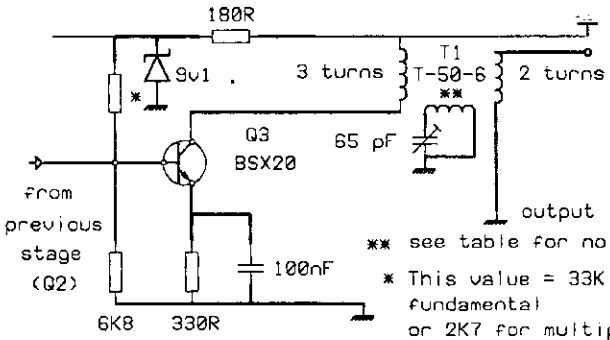 180R
T1
9v1
3 turns
T-50-6
2 turns
*
**
Q3
65 pF
BSX20
from
previous
stage
(Q2)
output
** see table for no
100nF
* This value = 33K
fundamental
6K8
330R
or 2K7 for multip